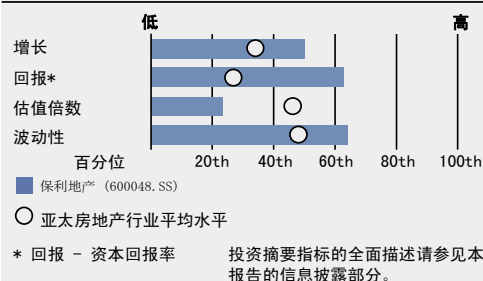 低 高
增长
回报*
估值倍数
波动性
百分位 20th 40th 60th 80th 100th
保利地产 (600048.SS)
亚太房地产行业平均水平
* 回报 - 资本回报率 投资摘要指标的全面描述请参见本
报告的信息披露部分。